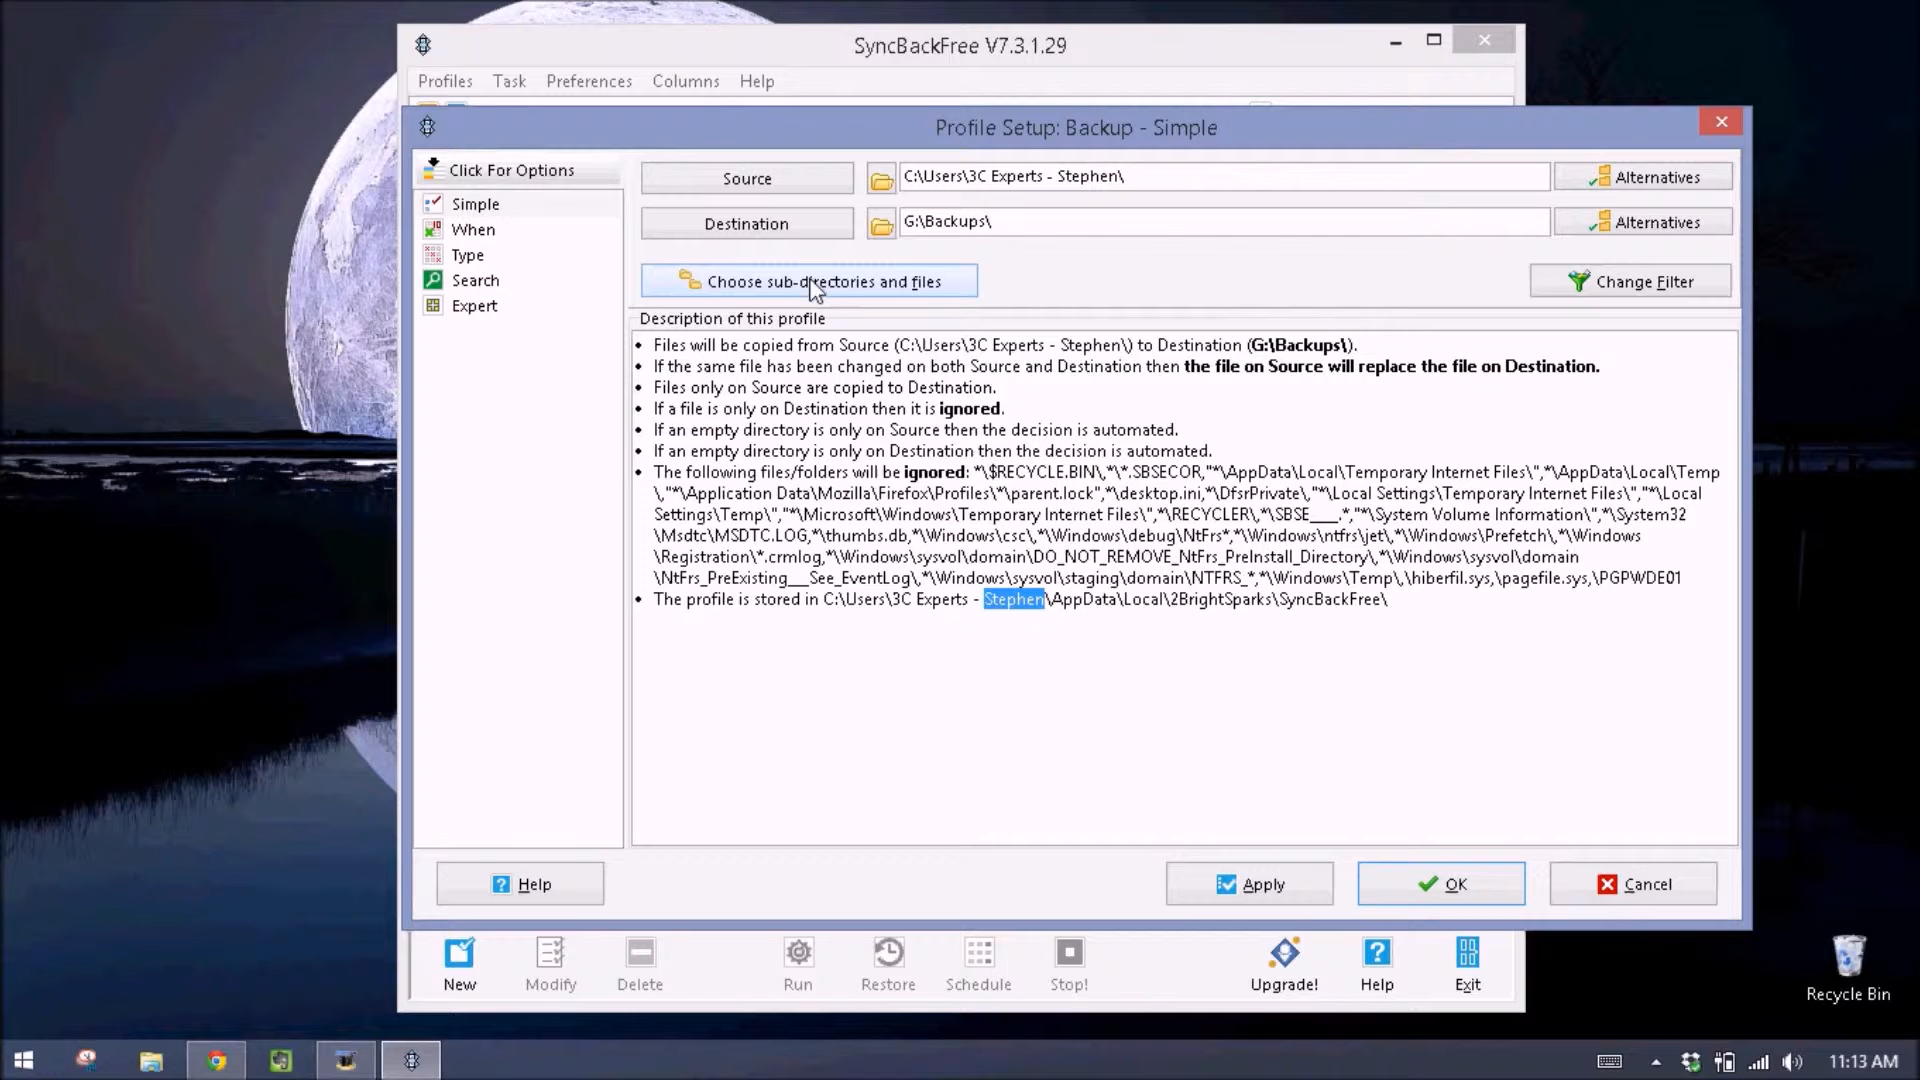 SyncBackFree V7.3.1.29
Profiles Task Preferences Columns Help
Profile Setup: Backup - Simple
Click For Options
Simple
When
Type
Search
Expert
Source C:\Users\3C Experts - Stephen\ Alternatives
Destination G:\Backups\ Alternatives
Choose sub-directories and files Change Filter
Description of this profile
• Files will be copied from Source (C:\Users\3C Experts - Stephen\) to Destination (G:\Backups\).
• If the same file has been changed on both Source and Destination then the file on Source will replace the file on Destination.
• Files only on Source are copied to Destination.
• If a file is only on Destination then it is ignored.
• If an empty directory is only on Source then the decision is automated.
• If an empty directory is only on Destination then the decision is automated.
• The following files/folders will be ignored: *\$RECYCLE.BIN\,*\*.SBSECOR,"*\AppData\Local\Temporary Internet Files\",*\AppData\Local\Temp
\,"*\Application Data\Mozilla\Firefox\Profiles\*\parent.lock",*\desktop.ini,*\DfsrPrivate\,"*\Local Settings\Temporary Internet Files\","*\Local
Settings\Temp\","*\Microsoft\Windows\Temporary Internet Files\",*\RECYCLER\,*\SBSE___.*,"*\System Volume Information\",*\System32
\Msdtc\MSDTC.LOG,*\thumbs.db,*\Windows\csc\,*\Windows\debug\NtFrs*,*\Windows\ntfrs\jet\,*\Windows\Prefetch\,*\Windows
\Registration\*.crmlog,*\Windows\sysvol\domain\DO_NOT_REMOVE_NtFrs_PreInstall_Directory\,*\Windows\sysvol\domain
\NtFrs_PreExisting___See_EventLog\,*\Windows\sysvol\staging\domain\NTFRS_*,*\Windows\Temp\,\hiberfil.sys,\pagefile.sys,\PGPWDE01
• The profile is stored in C:\Users\3C Experts - Stephen\AppData\Local\2BrightSparks\SyncBackFree\
Help Apply OK Cancel
New Modify Delete Run Restore Schedule Stop! Upgrade! Help Exit
Recycle Bin
11:13 AM